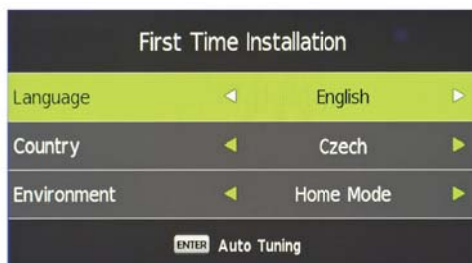 First Time Installation
Language English
Country Czech
Environment Home Mode
ENTER Auto Tuning